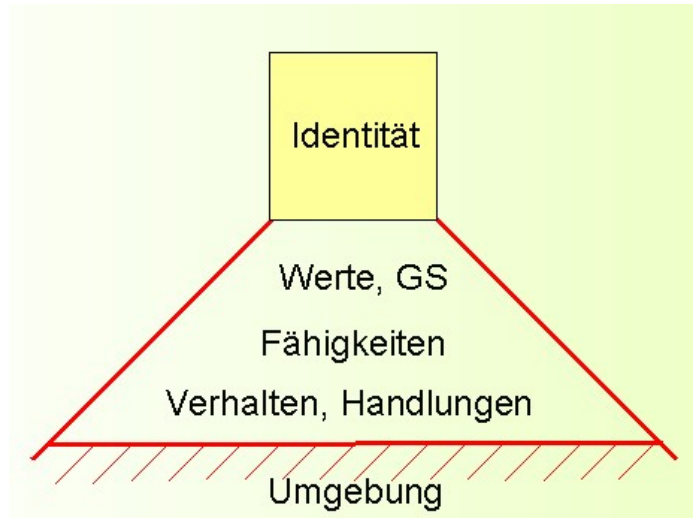 Identität
Werte, GS
Fähigkeiten
Verhalten, Handlungen
Umgebung